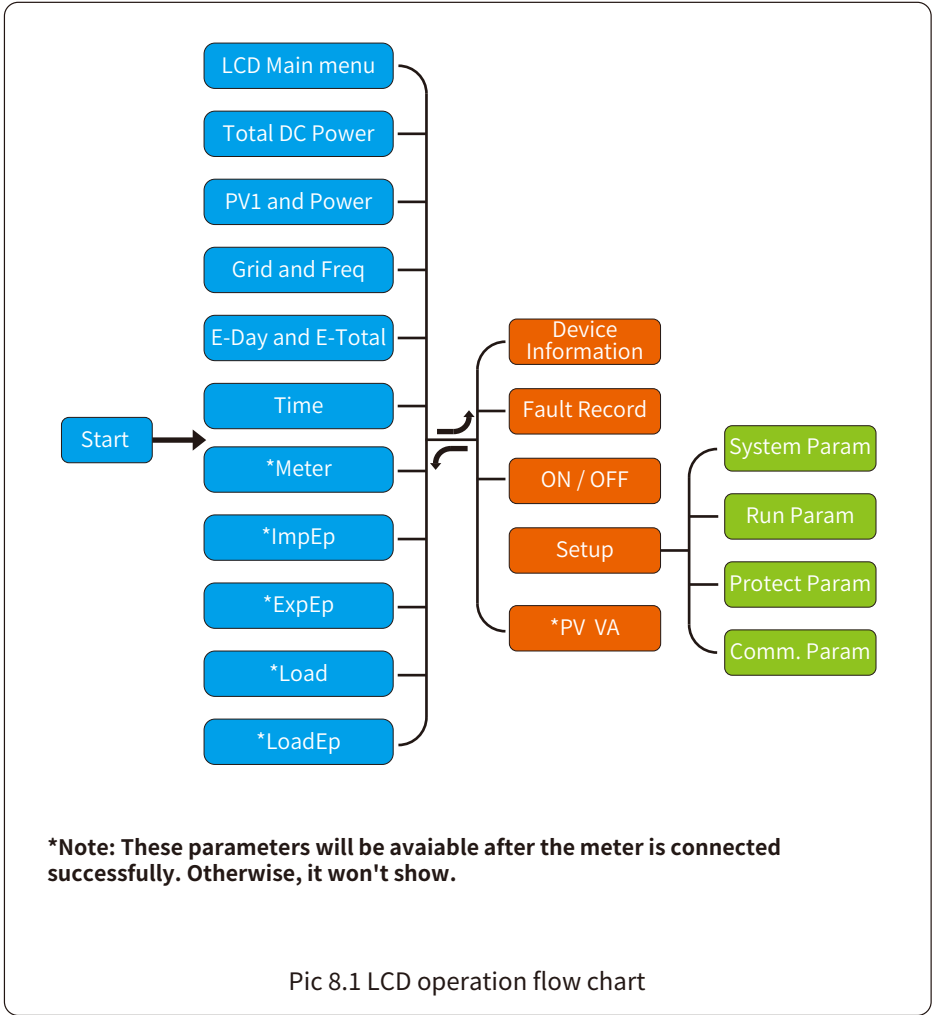 LCD Main menu
Total DC Power
PV1 and Power
Grid and Freq
E-Day and E-Total
Time
Start
*Meter
*ImpEp
*ExpEp
*Load
*LoadEp
Device
Information
Fault Record
ON / OFF
Setup
*PV VA
System Param
Run Param
Protect Param
Comm. Param
*Note: These parameters will be avaiable after the meter is connected
successfully. Otherwise, it won't show.
Pic 8.1 LCD operation flow chart